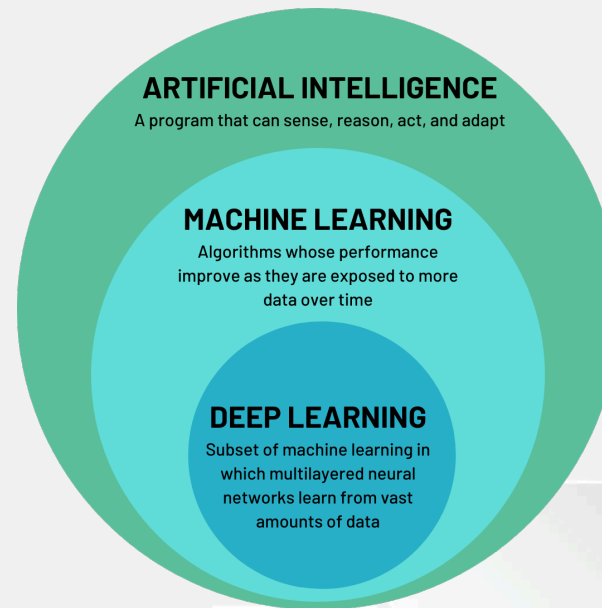 ARTIFICIAL INTELLIGENCE
A program that can sense, reason, act, and adapt
MACHINE LEARNING
Algorithms whose performance
improve as they are exposed to more
data over time
DEEP LEARNING
Subset of machine learning in
which multilayered neural
networks learn from vast
amounts of data